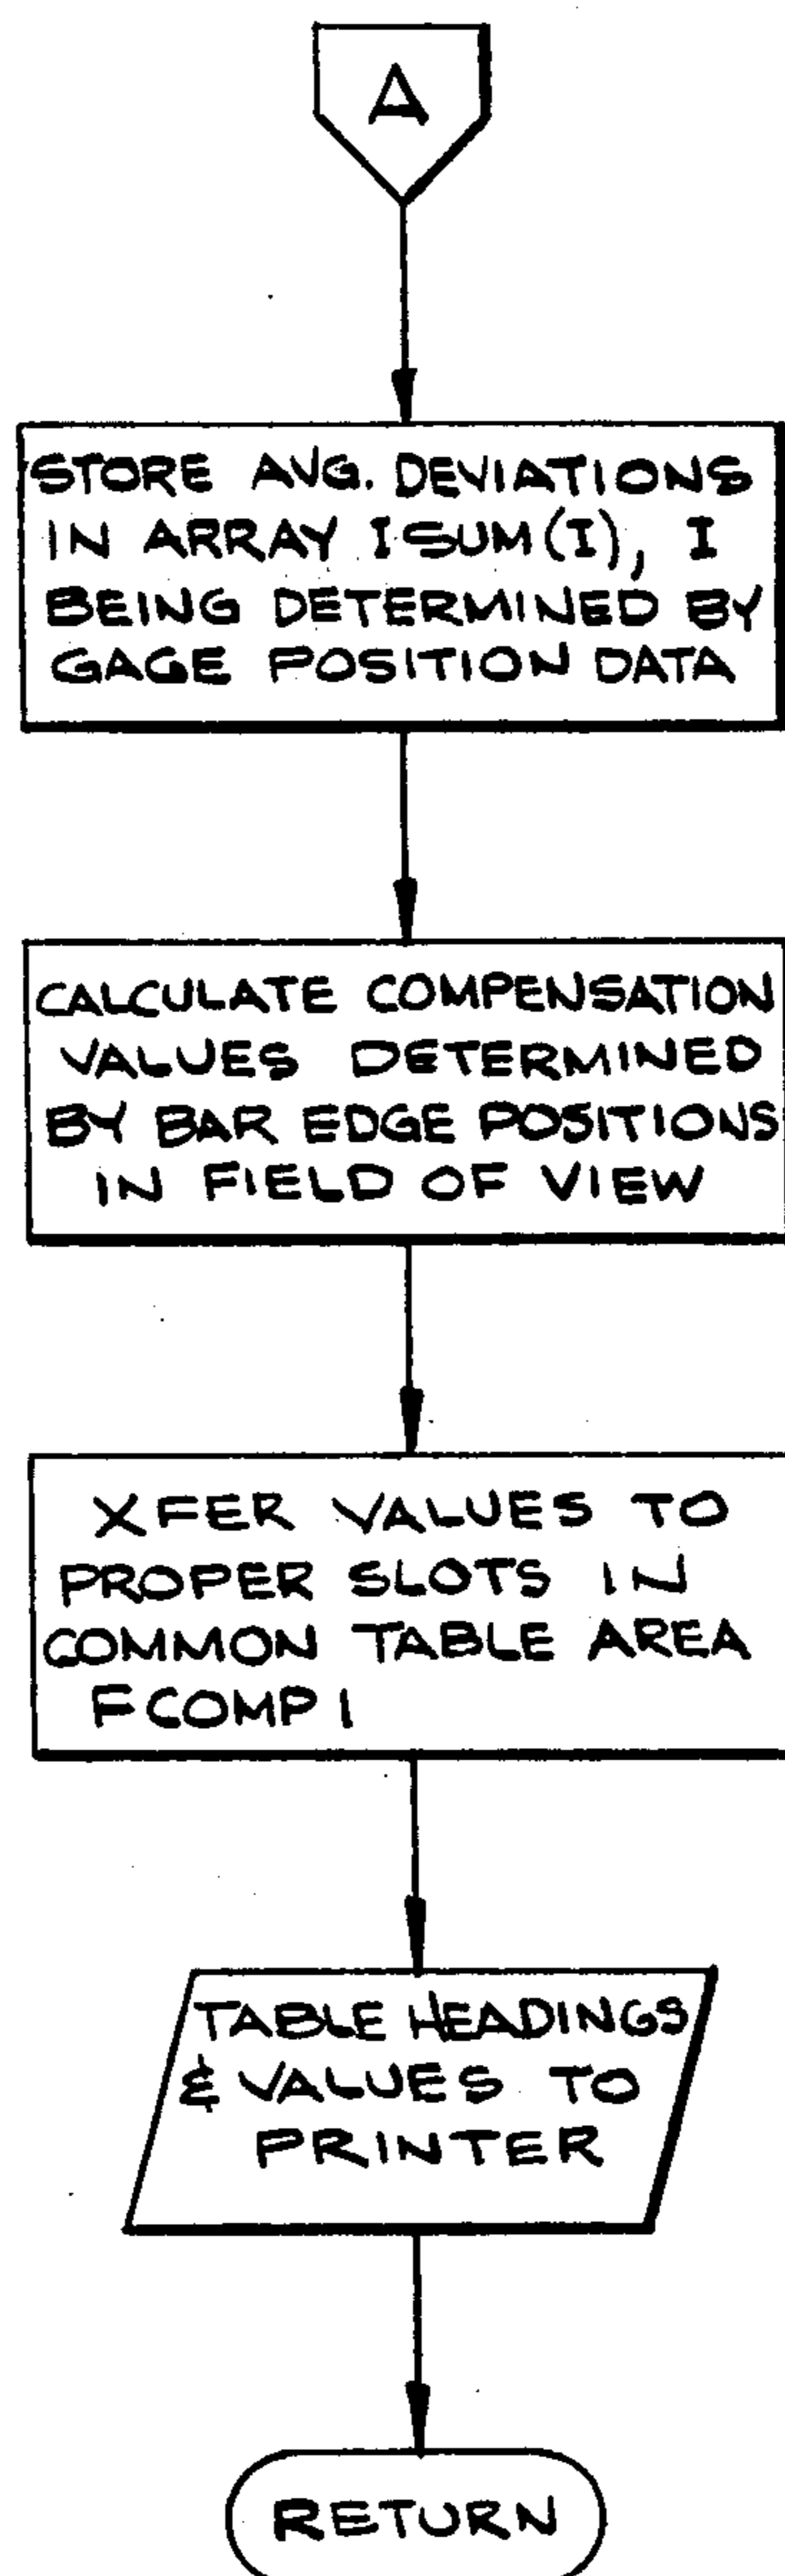 A
STORE AVG. DEVIATIONS
IN ARRAY ISUM(I), I
BEING DETERMINED BY
GAGE POSITION DATA
CALCULATE COMPENSATION
VALUES DETERMINED
BY BAR EDGE POSITIONS
IN FIELD OF VIEW
XFER VALUES TO
PROPER SLOTS IN
COMMON TABLE AREA
FCOMP1
TABLE HEADINGS
& VALUES TO
PRINTER
RETURN